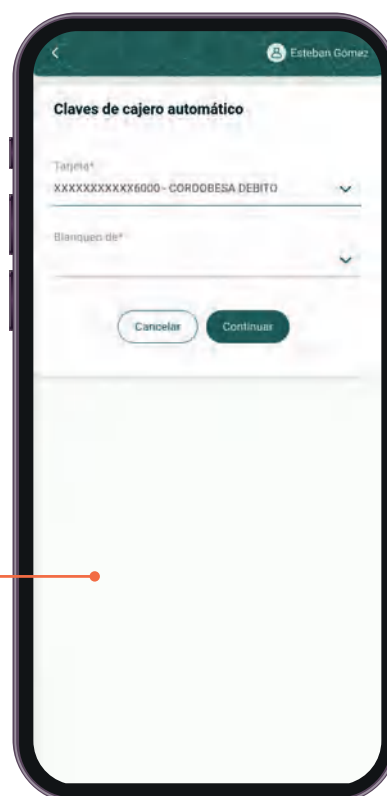 Esteban Gómez
Claves de cajero automático
Tarjeta*
XXXXXXXXXXXX6000 - CORDOBESA DEBITO
Blanqueo de*
Cancelar
Continuar